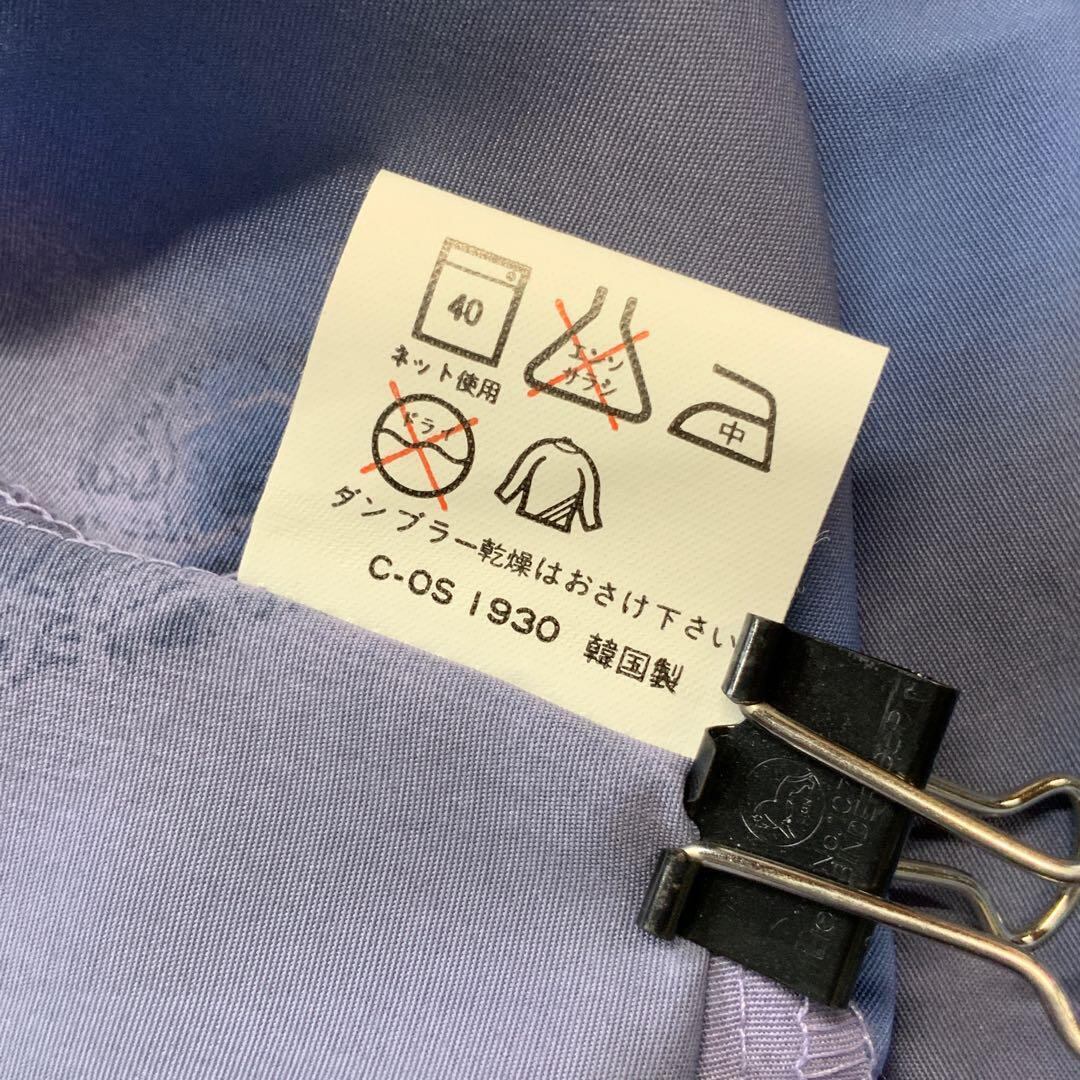 40
ネット使用
エンソ
サラシ
中
ドライ
ダンブラー乾燥はおさけ下さい
C-OS 1930 韓国製